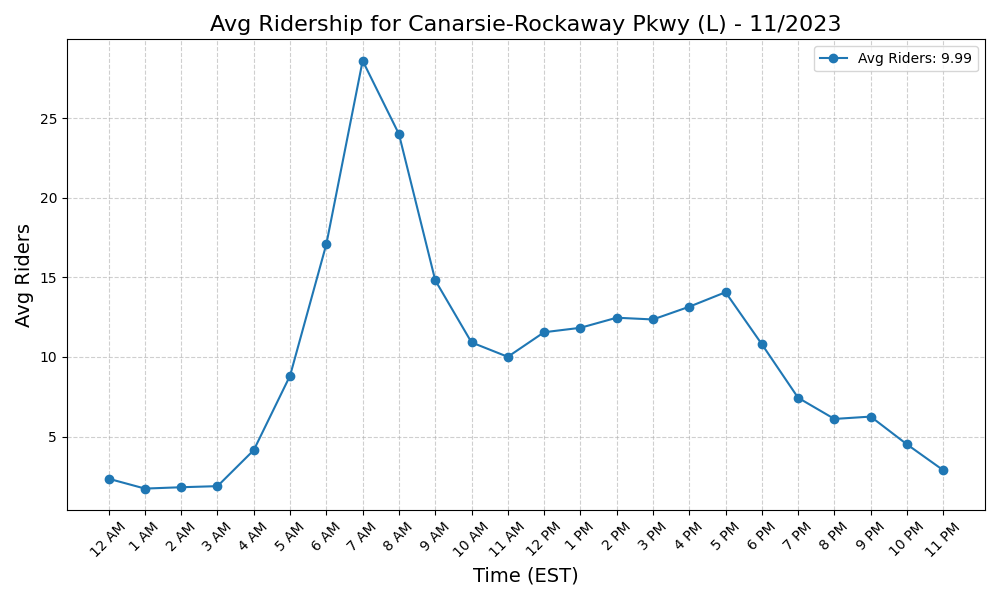 Avg Ridership for Canarsie-Rockaway Pkwy (L) - 11/2023
Avg Riders: 9.99
Avg Riders
25
20
15
10
5
12 AM
1 AM
2 AM
3 AM
4 AM
5 AM
6 AM
7 AM
8 AM
9 AM
10 AM
11 AM
12 PM
1 PM
2 PM
3 PM
4 PM
5 PM
6 PM
7 PM
8 PM
9 PM
10 PM
11 PM
Time (EST)